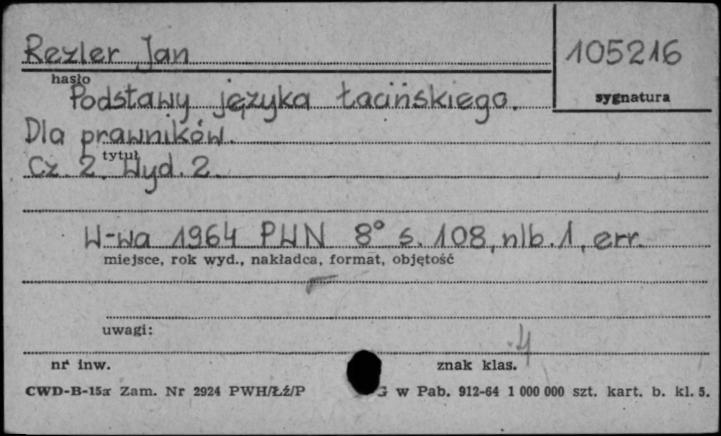 Rezler Jan 105216
hasło sygnatura
Podstawy języka łacińskiego.
Dla prawników.
tytuł
Cz. 2. Wyd. 2.
W-wa 1964 PWN 8° s. 108, nlb. 1, err.
miejsce, rok wyd., nakładca, format, objętość
uwagi:
4
nr inw. znak klas.
CWD-B-15a Zam. Nr 2924 PWH/Łź/P G w Pab. 912-64 1 000 000 szt. kart. b. kl. 5.